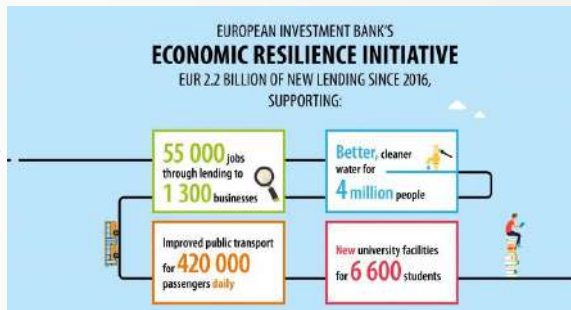 EUROPEAN INVESTMENT BANK'S
ECONOMIC RESILIENCE INITIATIVE
EUR 2.2 BILLION OF NEW LENDING SINCE 2016,
SUPPORTING:
55 000 jobs
through lending to
1 300 businesses
Better, cleaner
water for
4 million people
Improved public transport
for 420 000
passengers daily
New university facilities
for 6 600 students